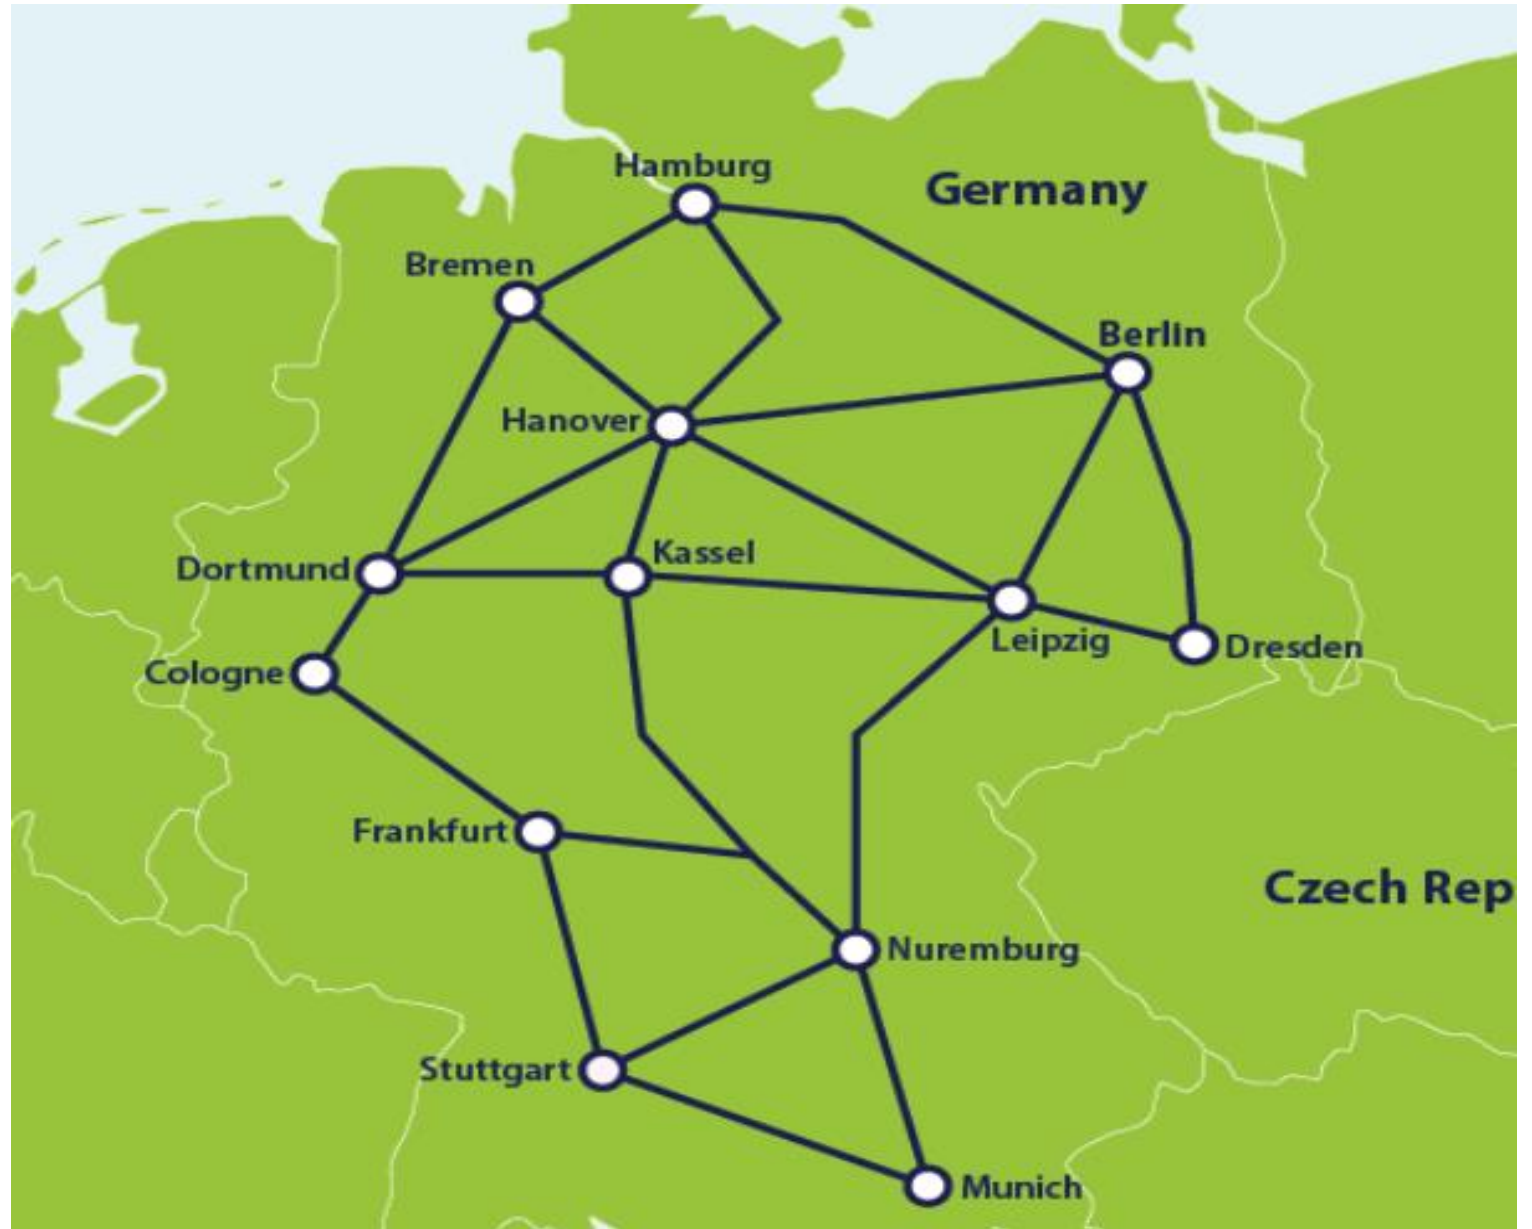 Hamburg
Germany
Bremen
Berlin
Hanover
Kassel
Dortmund
Leipzig
Dresden
Cologne
Frankfurt
Czech Rep
Nuremburg
Stuttgart
Munich